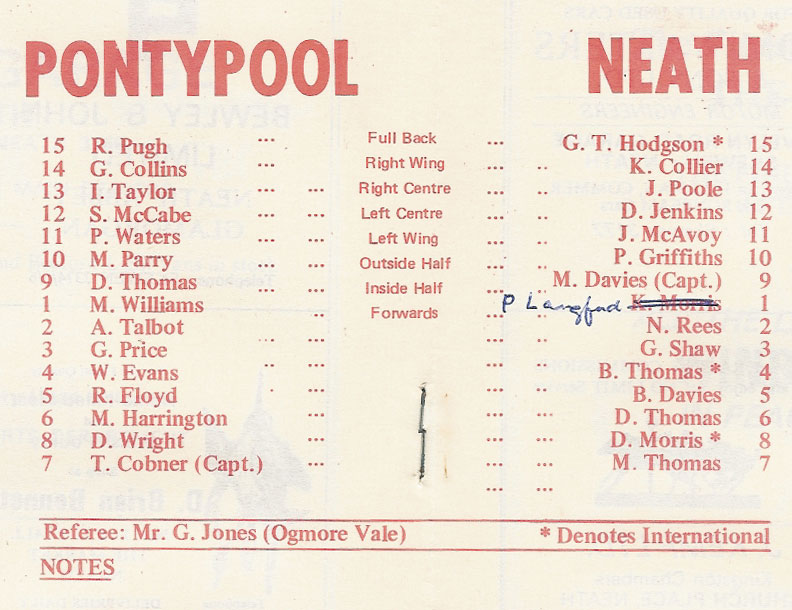 PONTYPOOL NEATH
15 R. Pugh ... Full Back ... G. T. Hodgson * 15
14 G. Collins ... Right Wing ... .. K. Collier 14
13 I. Taylor ... ... Right Centre ... .. J. Poole 13
12 S. McCabe ... ... Left Centre ... .. D. Jenkins 12
11 P. Waters ... ... Left Wing ... .. J. McAvoy 11
10 M. Parry ... ... Outside Half ... .. P. Griffiths 10
9 D. Thomas ... ... Inside Half ... M. Davies (Capt.) 9
1 M. Williams ... Forwards P Langford K. Morris 1
2 A. Talbot ... N. Rees 2
3 G. Price ... ... G. Shaw 3
4 W. Evans .. ... B. Thomas * 4
5 R. Floyd ... ... B. Davies 5
6 M. Harrington ... ... D. Thomas 6
8 D. Wright ... ... D. Morris * 8
7 T. Cobner (Capt.) ... ... M. Thomas 7
Referee: Mr. G. Jones (Ogmore Vale) * Denotes International
NOTES